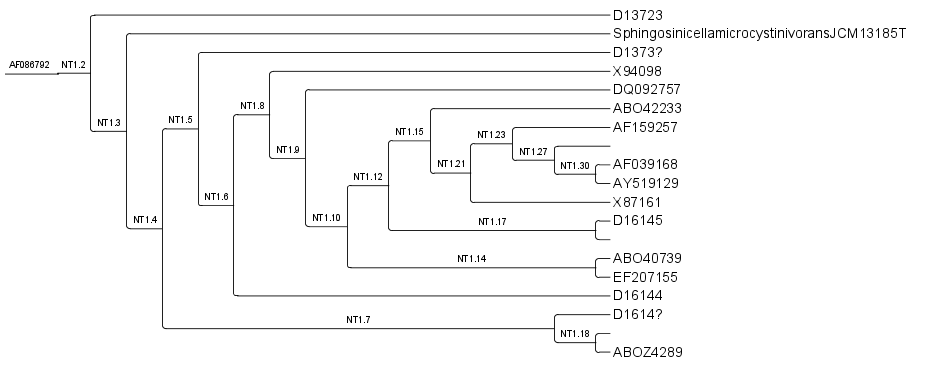 D13723
SphingosinicellamicrocystinivoransJCM13185T
AF086792
NT1.2
D1373?
X94098
NT1.8
DQ092757
ABO42233
NT1.3
NT1.5
NT1.15
NT1.23
AF159257
NT1.9
NT1.27
NT1.21
NT1.30
AF039168
NT1.12
AY519129
NT1.6
X87161
NT1.4
NT1.10
NT1.17
D16145
NT1.14
ABO40739
EF207155
D16144
NT1.7
D1614?
NT1.18
ABOZ4289